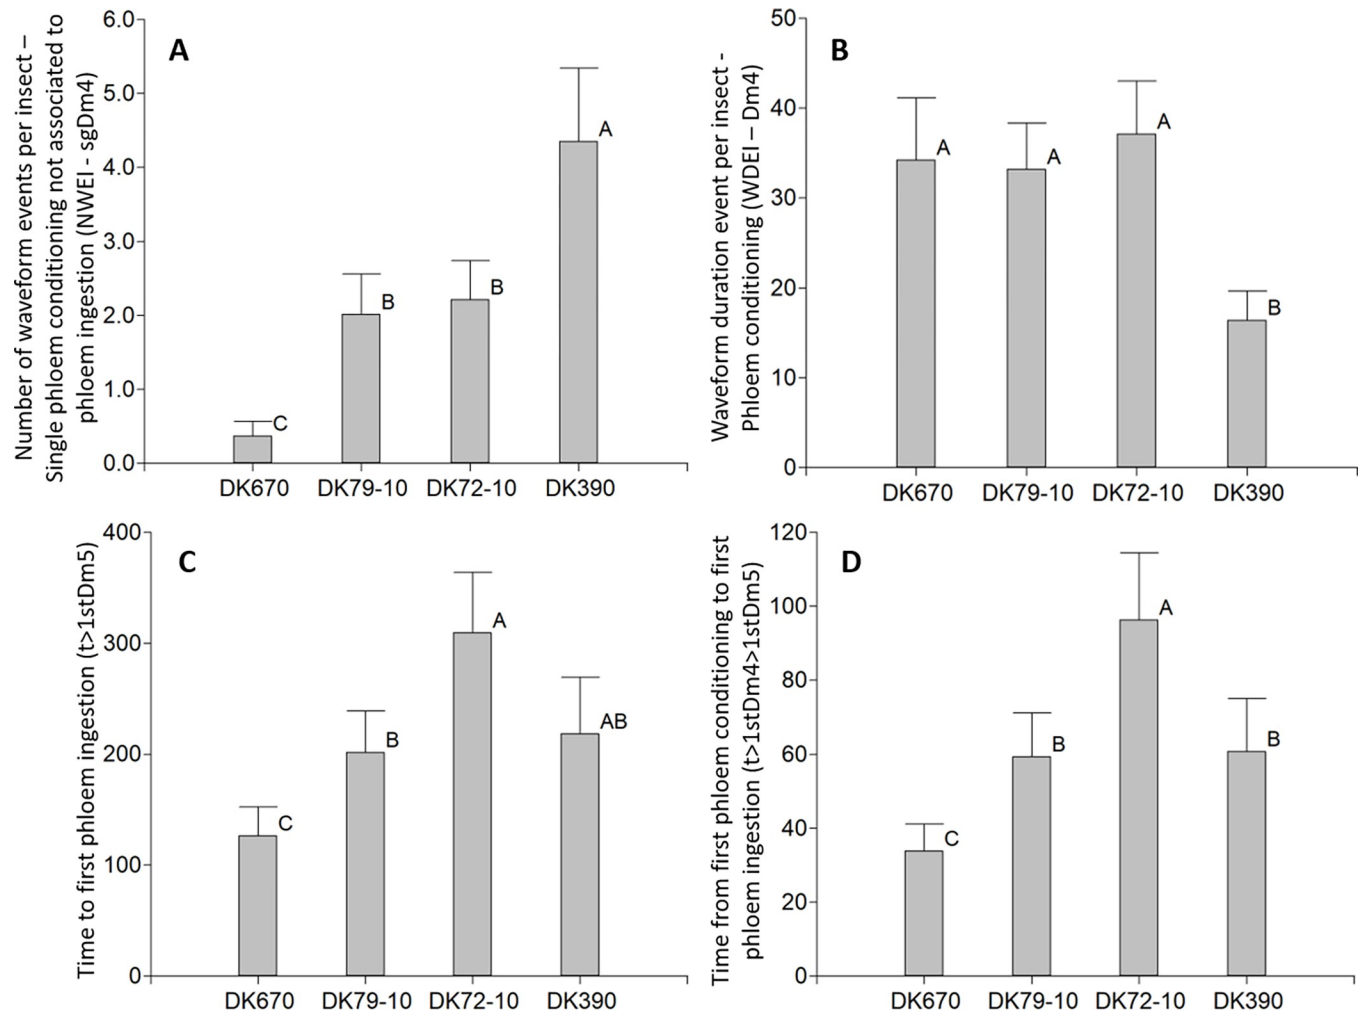 Number of waveform events per insect –
Single phloem conditioning not associated to
phloem ingestion (NWEI - sgDm4)
A
6.0
5.0
4.0
3.0
2.0
1.0
0.0
C
B
B
A
DK670 DK79-10 DK72-10 DK390
Waveform duration event per insect -
Phloem conditioning (WDEI – Dm4)
B
50
40
30
20
10
0
A
A
A
B
DK670 DK79-10 DK72-10 DK390
Time to first phloem ingestion (t>1stDm5)
C
400
300
200
100
0
C
B
A
AB
DK670 DK79-10 DK72-10 DK390
Time from first phloem conditioning to first
phloem ingestion (t>1stDm4>1stDm5)
D
120
100
80
60
40
20
0
C
B
A
B
DK670 DK79-10 DK72-10 DK390